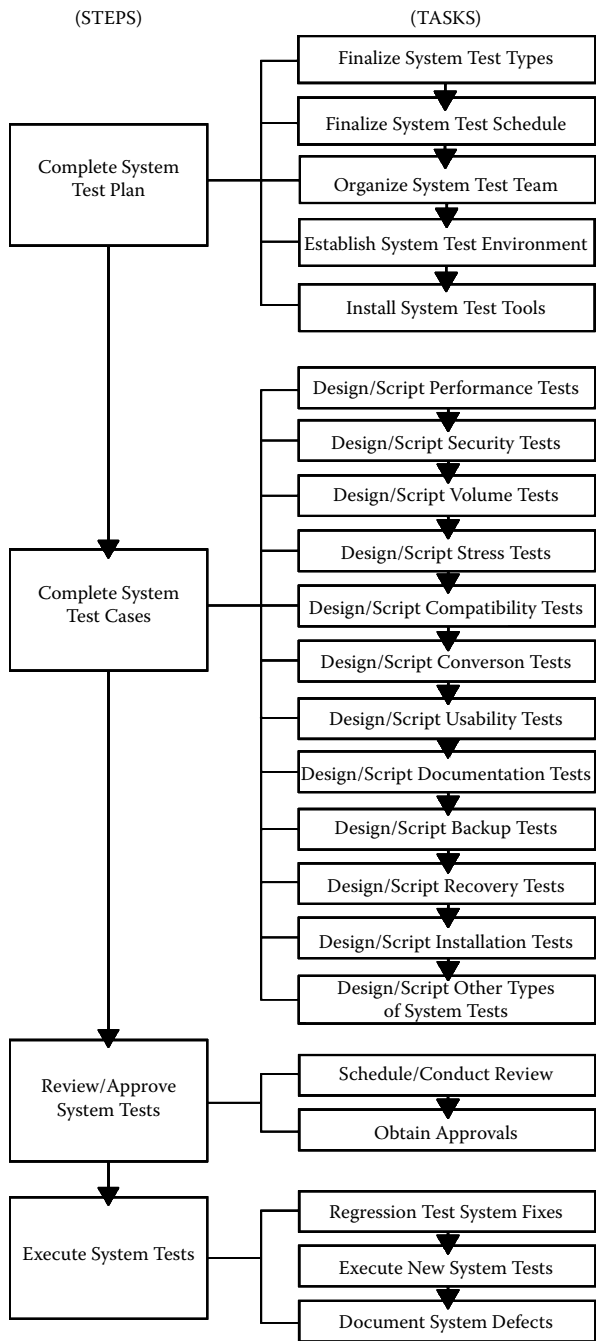 (STEPS)
(TASKS)
Complete System
Test Plan
Finalize System Test Types
Finalize System Test Schedule
Organize System Test Team
Establish System Test Environment
Install System Test Tools
Complete System
Test Cases
Design/Script Performance Tests
Design/Script Security Tests
Design/Script Volume Tests
Design/Script Stress Tests
Design/Script Compatibility Tests
Design/Script Converson Tests
Design/Script Usability Tests
Design/Script Documentation Tests
Design/Script Backup Tests
Design/Script Recovery Tests
Design/Script Installation Tests
Design/Script Other Types
of System Tests
Review/Approve
System Tests
Schedule/Conduct Review
Obtain Approvals
Execute System Tests
Regression Test System Fixes
Execute New System Tests
Document System Defects